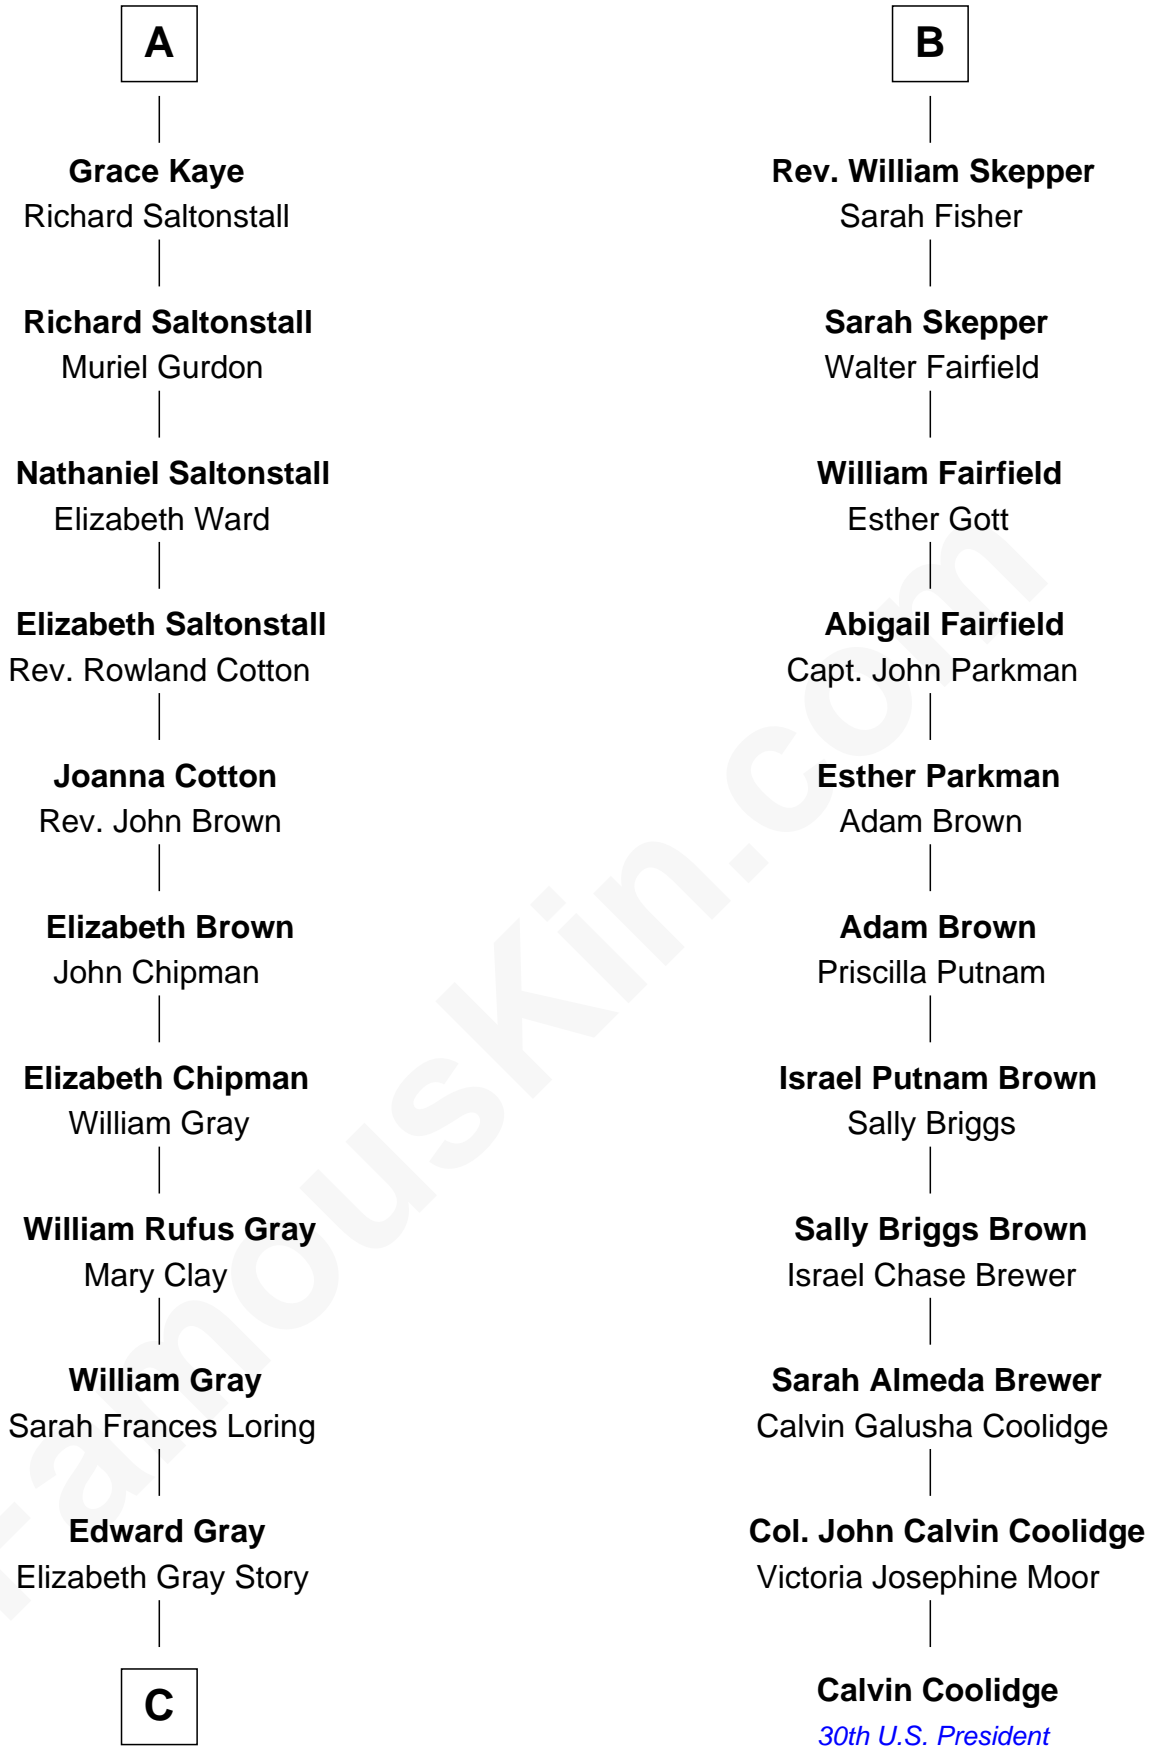 A
Grace Kaye
Richard Saltonstall
Richard Saltonstall
Muriel Gurdon
Nathaniel Saltonstall
Elizabeth Ward
Elizabeth Saltonstall
Rev. Rowland Cotton
Joanna Cotton
Rev. John Brown
Elizabeth Brown
John Chipman
Elizabeth Chipman
William Gray
William Rufus Gray
Mary Clay
William Gray
Sarah Frances Loring
Edward Gray
Elizabeth Gray Story
C
B
Rev. William Skepper
Sarah Fisher
Sarah Skepper
Walter Fairfield
William Fairfield
Esther Gott
Abigail Fairfield
Capt. John Parkman
Esther Parkman
Adam Brown
Adam Brown
Priscilla Putnam
Israel Putnam Brown
Sally Briggs
Sally Briggs Brown
Israel Chase Brewer
Sarah Almeda Brewer
Calvin Galusha Coolidge
Col. John Calvin Coolidge
Victoria Josephine Moor
Calvin Coolidge
30th U.S. President
FamousKin.com